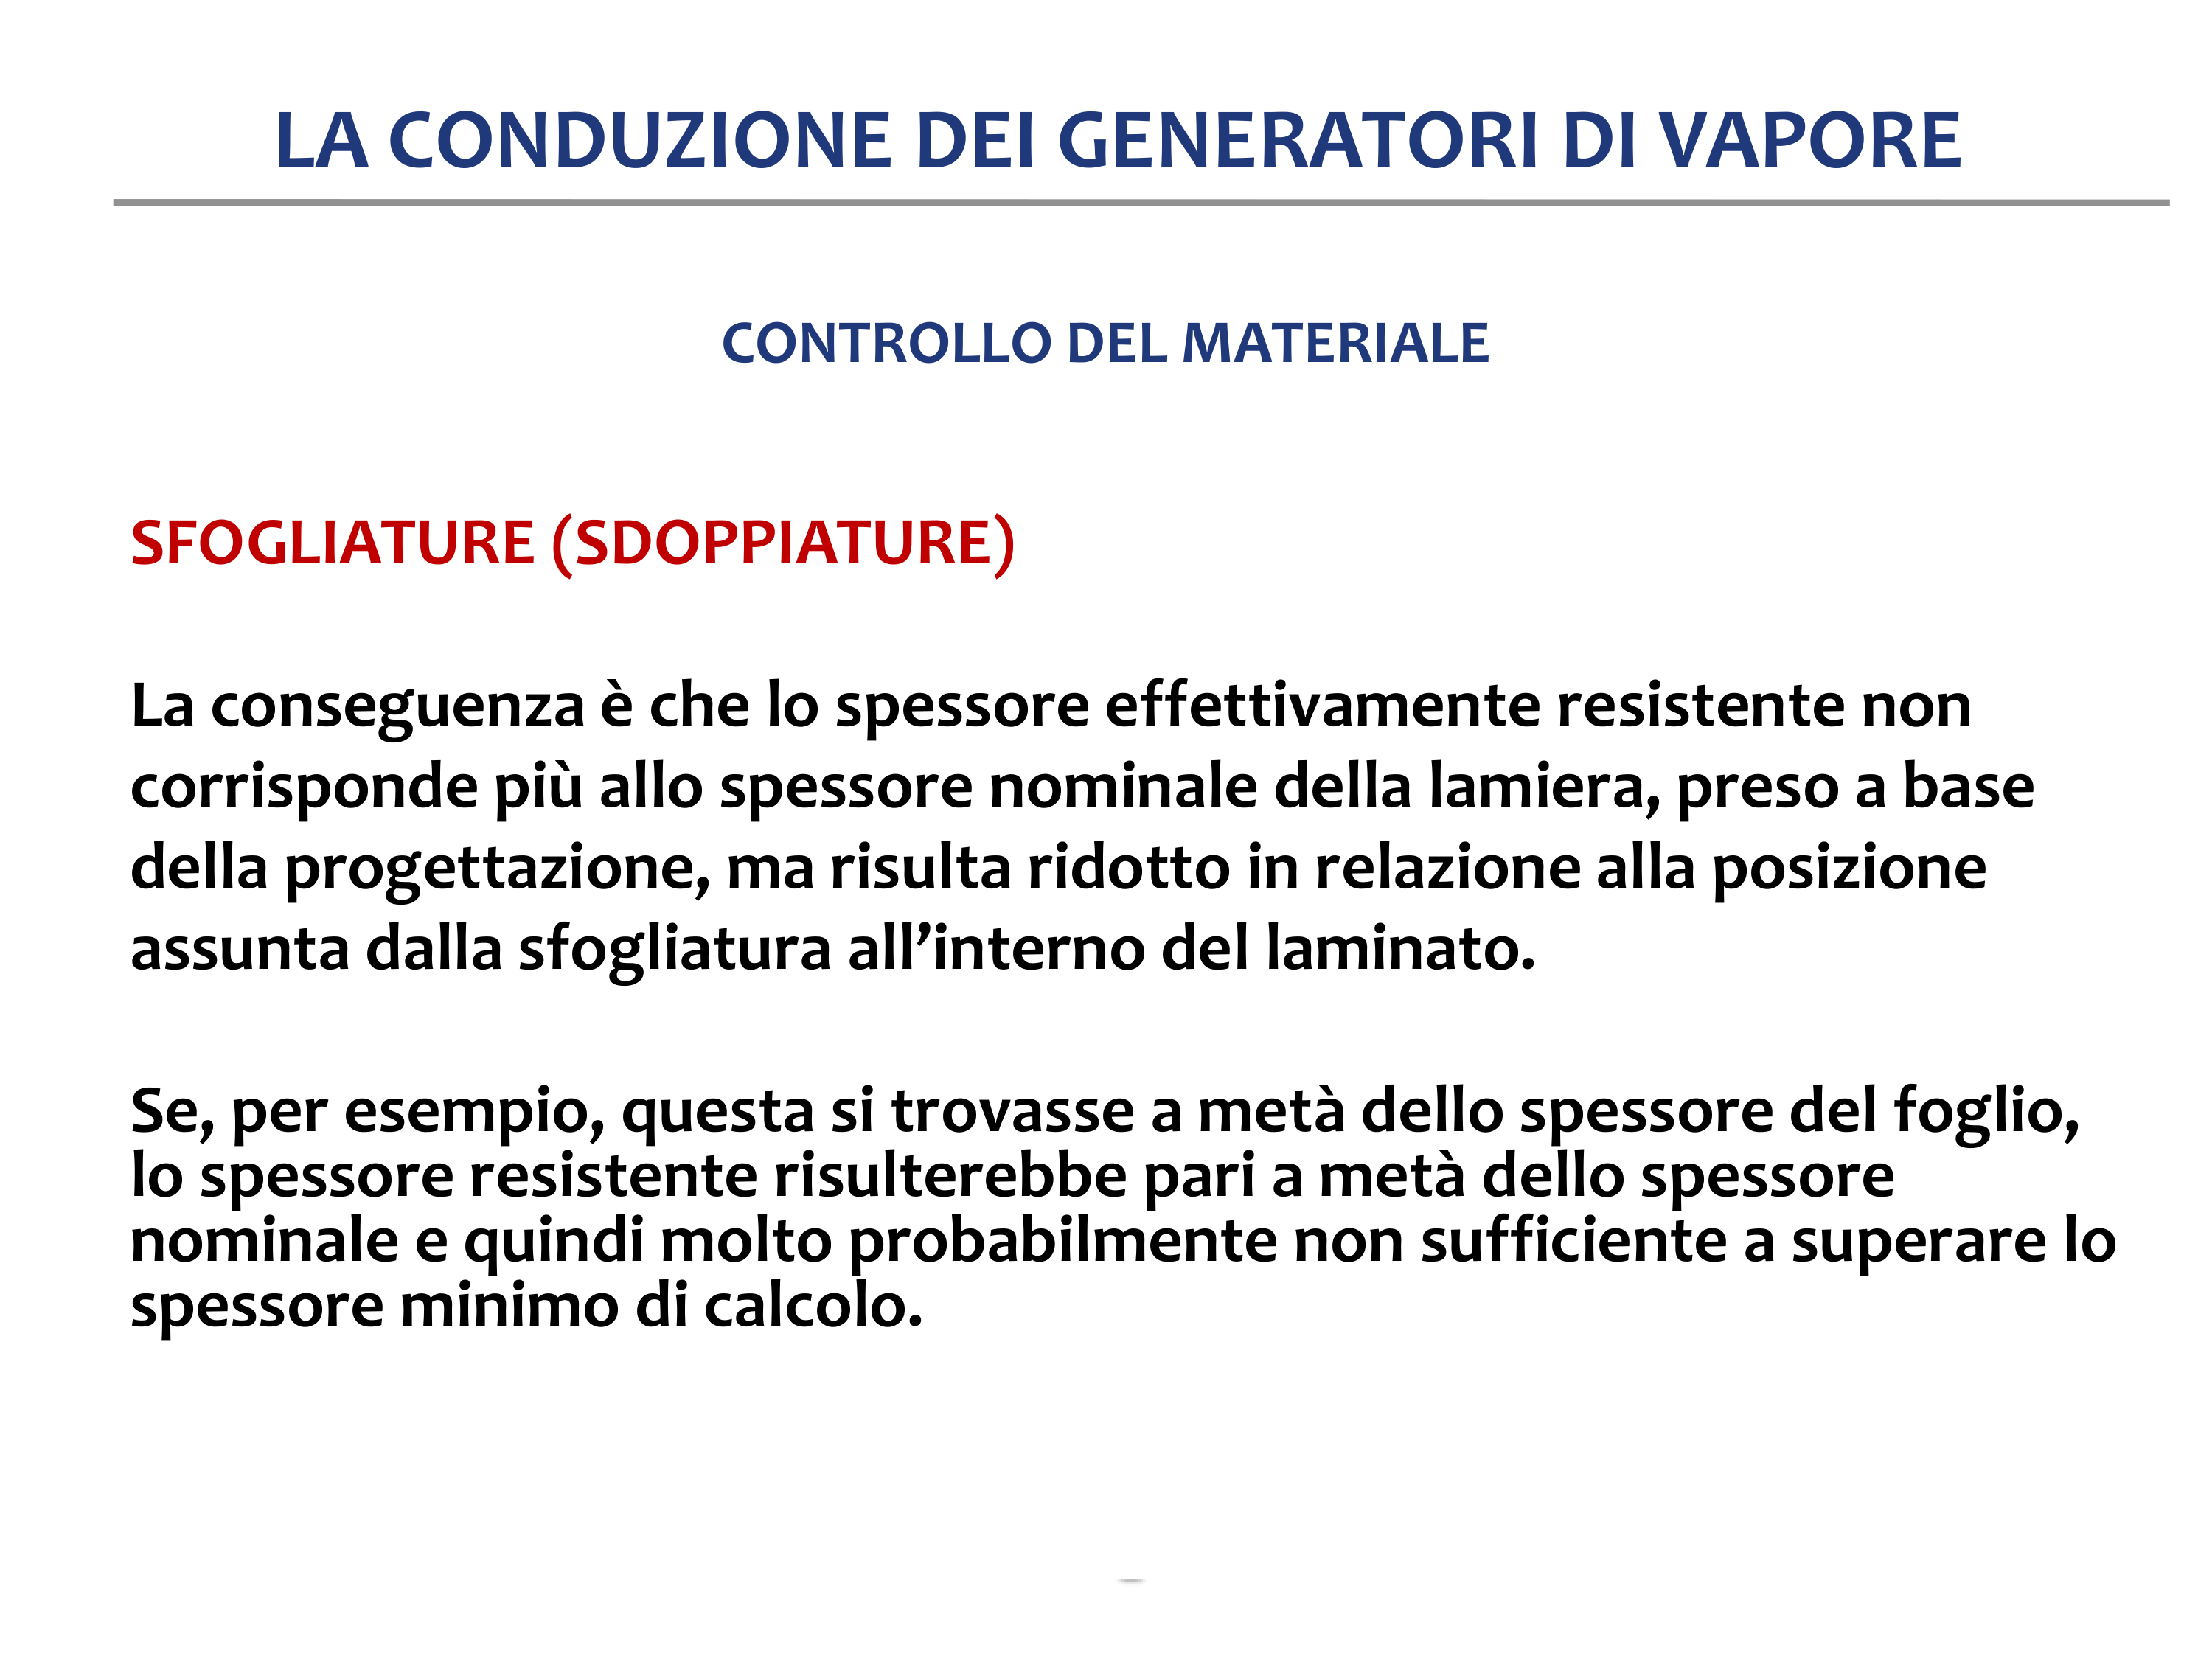 LA CONDUZIONE DEI GENERATORI DI VAPORE
CONTROLLO DEL MATERIALE
SFOGLIATURE (SDOPPIATURE)
La conseguenza è che lo spessore effettivamente resistente non
corrisponde più allo spessore nominale della lamiera, preso a base
della progettazione, ma risulta ridotto in relazione alla posizione
assunta dalla sfogliatura all’interno del laminato.
Se, per esempio, questa si trovasse a metà dello spessore del foglio,
lo spessore resistente risulterebbe pari a metà dello spessore
nominale e quindi molto probabilmente non sufficiente a superare lo
spessore minimo di calcolo.